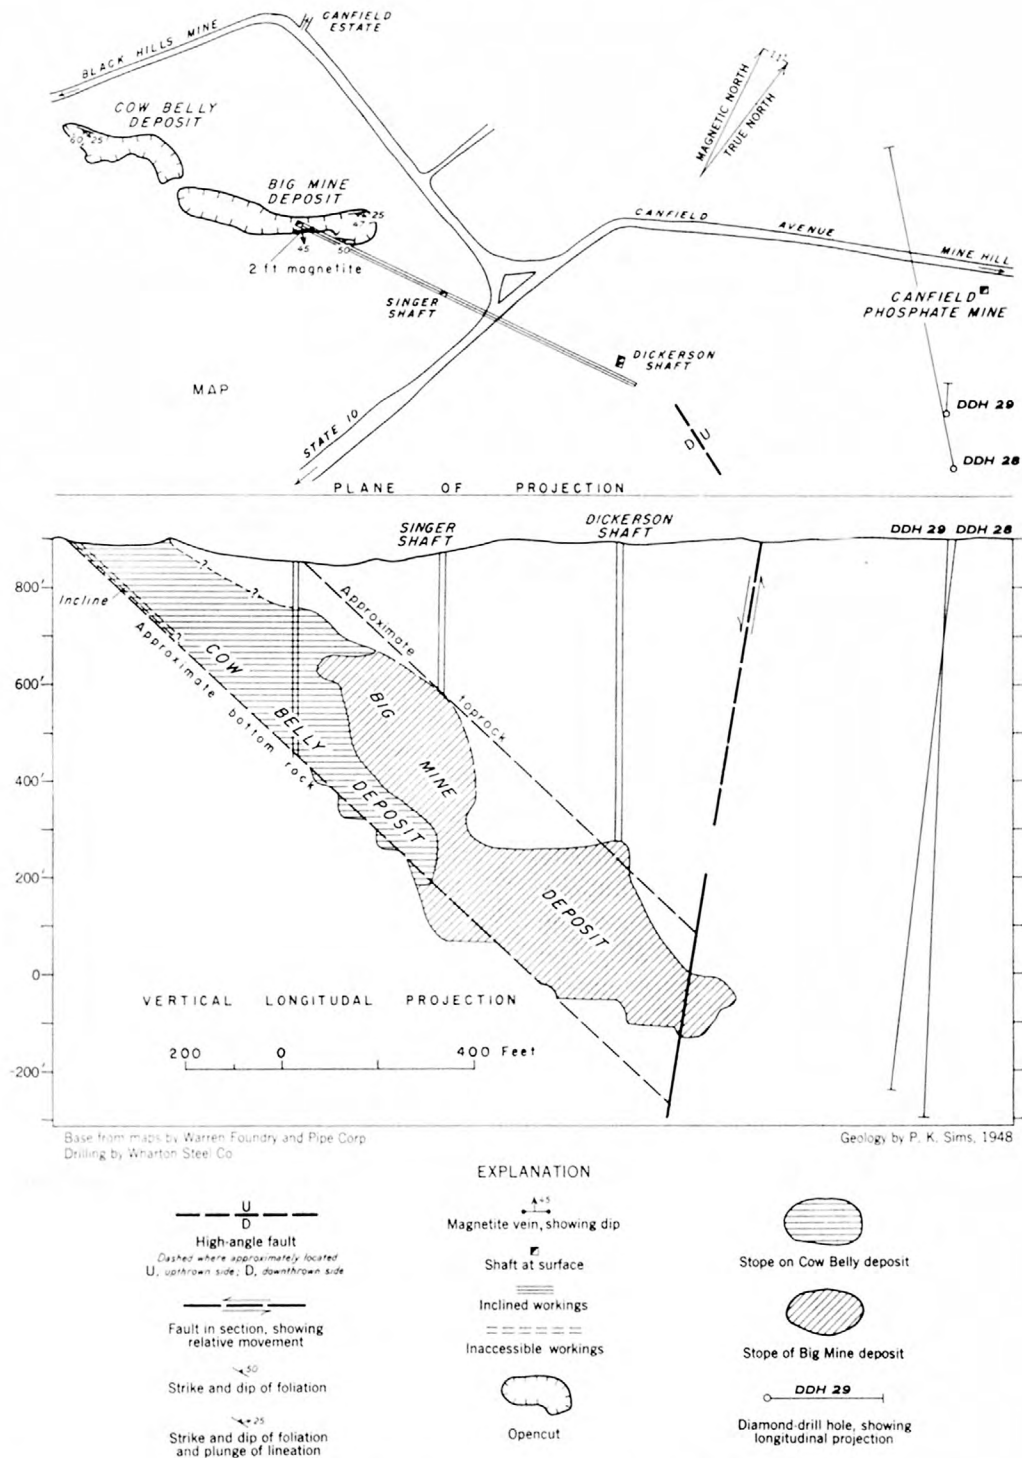 CANFIELD
ESTATE
BLACK HILLS MINE
COW BELLY
DEPOSIT
60
25
BIG MINE
DEPOSIT
25
47
45
50
2 ft magnetite
MAGNETIC NORTH
TRUE NORTH
CANFIELD AVENUE
MINE HILL
CANFIELD
PHOSPHATE MINE
SINGER
SHAFT
DICKERSON
SHAFT
MAP
STATE 10
U
D
DDH 29
DDH 28
PLANE OF PROJECTION
SINGER
SHAFT
DICKERSON
SHAFT
DDH 29 DDH 28
800'
600'
400'
200'
0
-200'
Incline
Approximate bottom rock
Approximate toprock
COW BELLY DEPOSIT
BIG MINE DEPOSIT
?
?
VERTICAL LONGITUDAL PROJECTION
200 0 400 Feet
Base from maps by Warren Foundry and Pipe Corp
Drilling by Wharton Steel Co
Geology by P. K. Sims, 1948
EXPLANATION
U
D
High-angle fault
Dashed where approximately located
U, upthrown side; D, downthrown side
Fault in section, showing
relative movement
50
Strike and dip of foliation
25
Strike and dip of foliation
and plunge of lineation
Magnetite vein, showing dip
Shaft at surface
Inclined workings
Inaccessible workings
Opencut
Stope on Cow Belly deposit
Stope of Big Mine deposit
DDH 29
Diamond-drill hole, showing
longitudinal projection